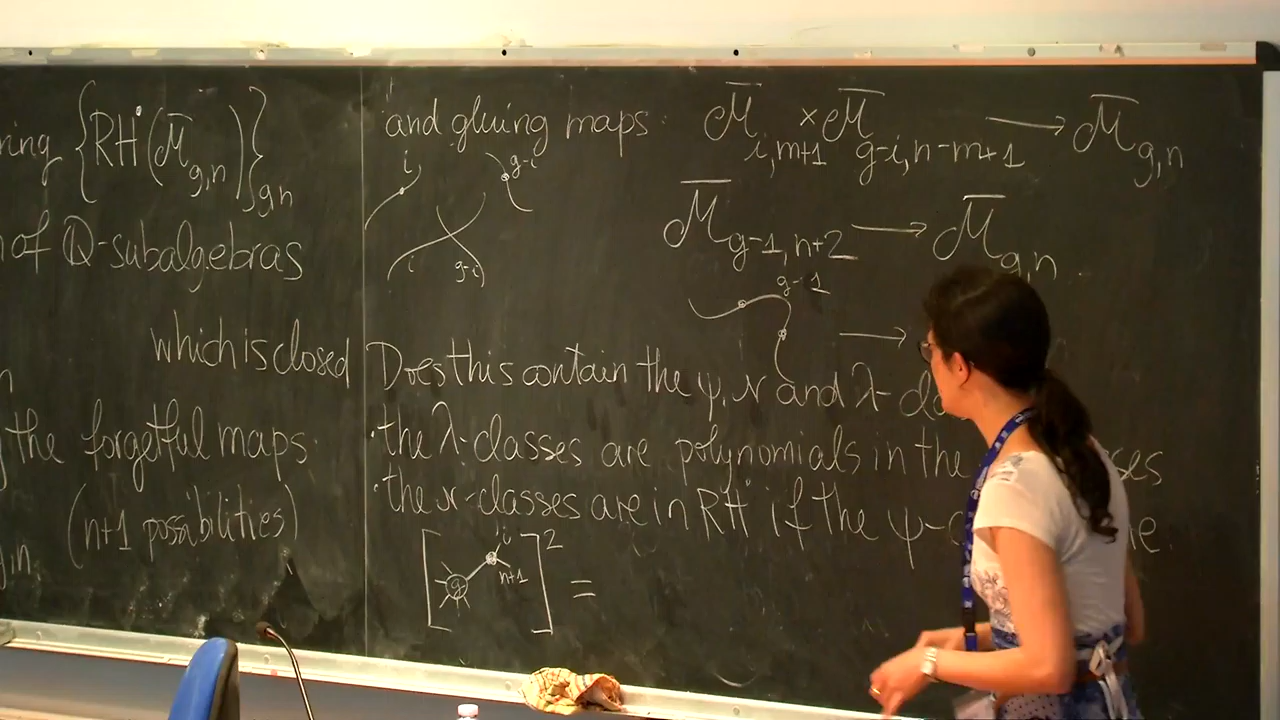 ring {RH˙(M̅_{g,n})}_{g,n}
of Q-subalgebras
which is closed
the forgetful maps.
(n+1 possibilities)
and gluing maps: M̅_{i,m+1} × M̅_{g-i,n-m+1} → M̅_{g,n}
i g-i
M̅_{g-1,n+2} → M̅_{g,n}.
i g-i
g-1
→
Does this contain the ψ, κ and λ-
• the λ-classes are polynomials in the
• the κ-classes are in RH˙ if the ψ-
[g i n+1]² =